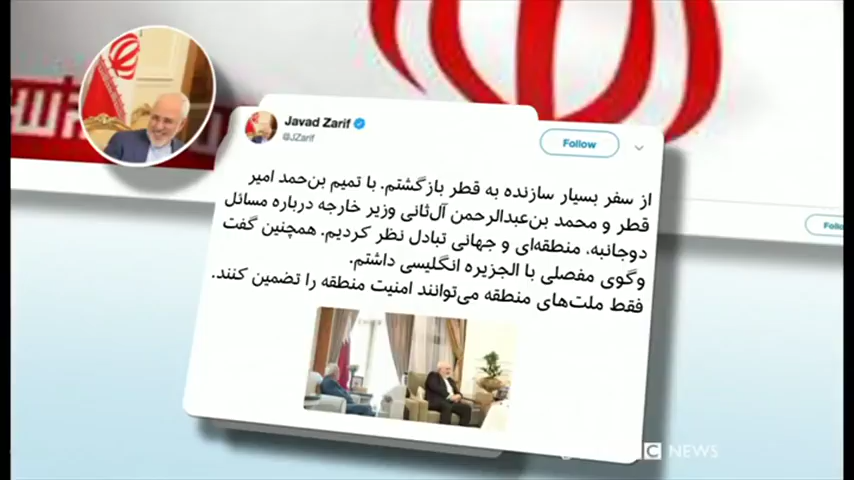 Javad Zarif
@JZarif
Follow
از سفر بسیار سازنده به قطر بازگشتم. با تمیم بن‌حمد امیر
قطر و محمد بن‌عبدالرحمن آل‌ثانی وزیر خارجه درباره مسائل
دوجانبه، منطقه‌ای و جهانی تبادل نظر کردیم. همچنین گفت
وگوی مفصلی با الجزیره انگلیسی داشتم.
فقط ملت‌های منطقه می‌توانند امنیت منطقه را تضمین کنند.
C NEWS